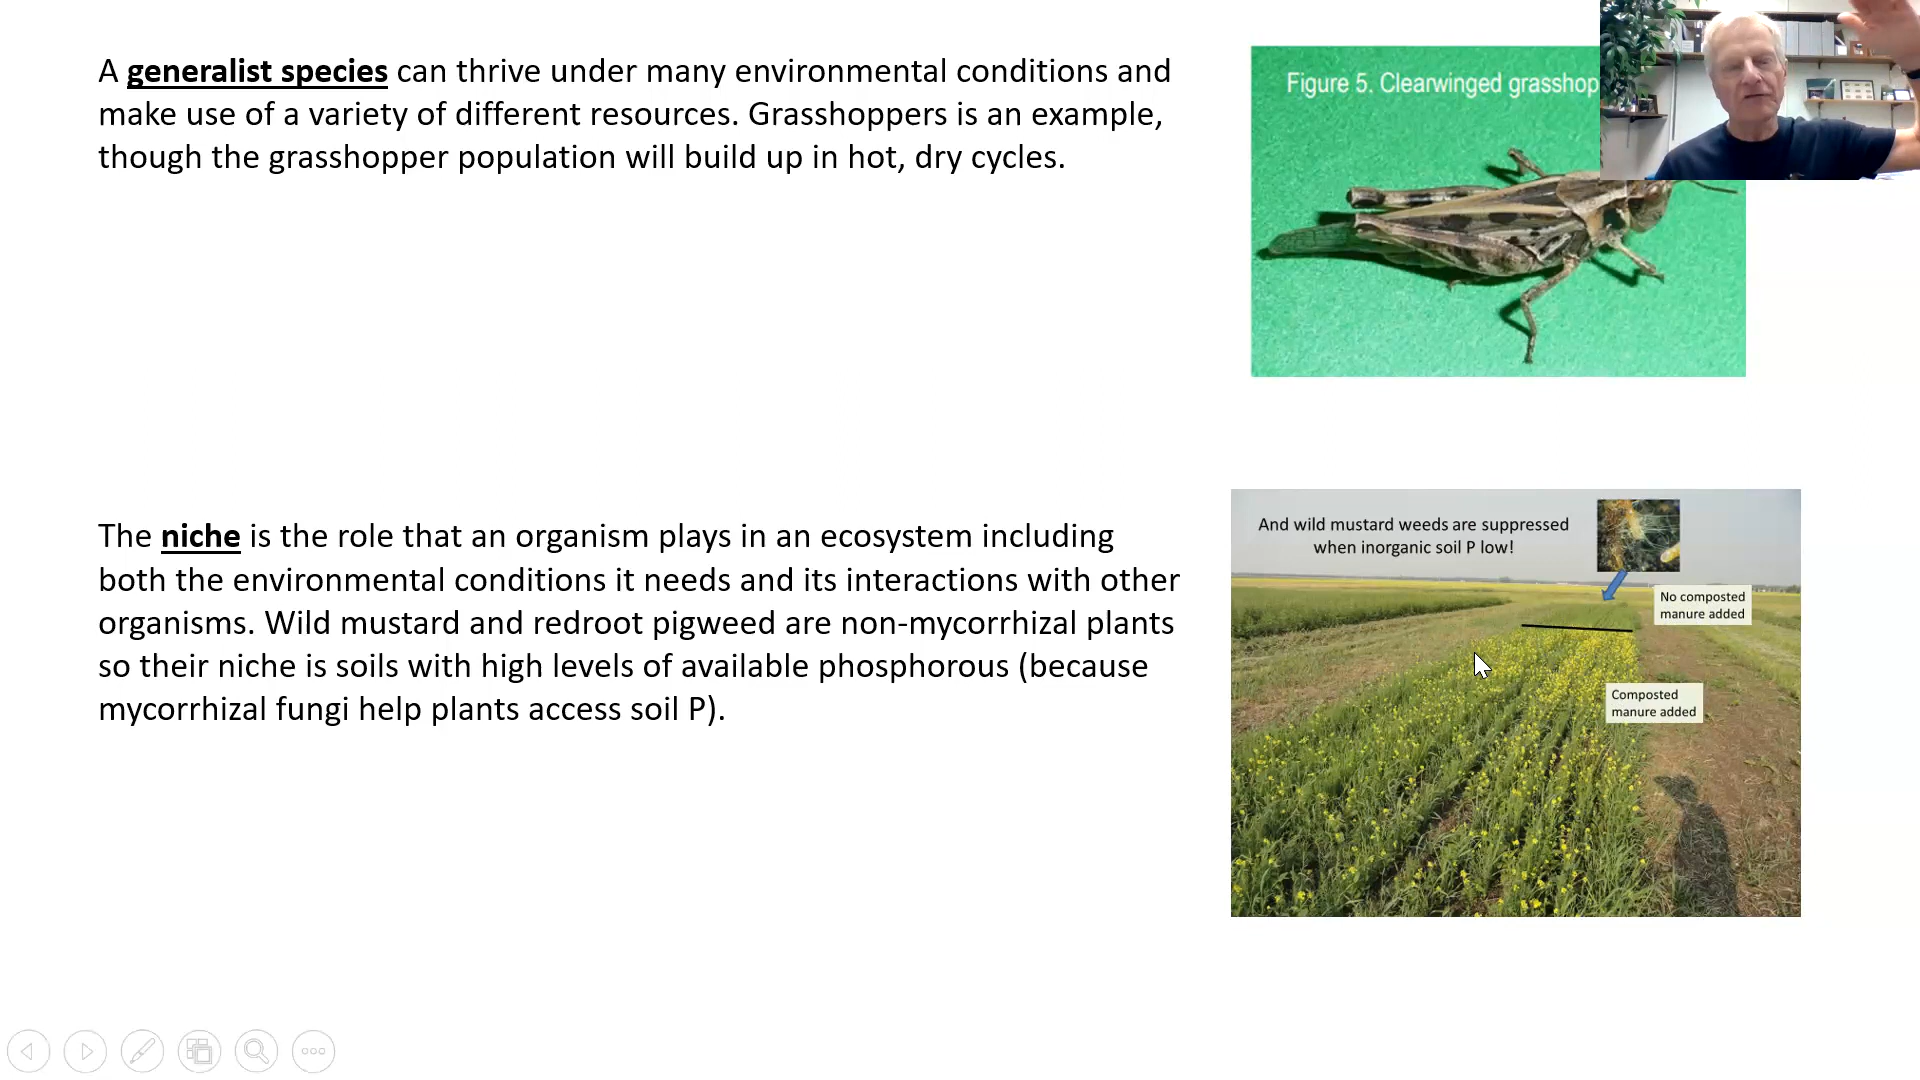 A generalist species can thrive under many environmental conditions and
make use of a variety of different resources. Grasshoppers is an example,
though the grasshopper population will build up in hot, dry cycles.
Figure 5. Clearwinged grasshop
The niche is the role that an organism plays in an ecosystem including
both the environmental conditions it needs and its interactions with other
organisms. Wild mustard and redroot pigweed are non-mycorrhizal plants
so their niche is soils with high levels of available phosphorous (because
mycorrhizal fungi help plants access soil P).
And wild mustard weeds are suppressed
when inorganic soil P low!
No composted
manure added
Composted
manure added